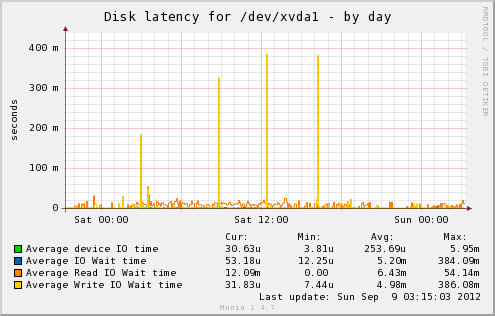 Disk latency for /dev/xvda1 - by day
RRDTOOL / TOBI OETIKER
seconds
400 m
300 m
200 m
100 m
0
Sat 00:00 Sat 12:00 Sun 00:00
Cur: Min: Avg: Max:
Average device IO time 30.63u 3.81u 253.69u 5.95m
Average IO Wait time 53.18u 12.25u 5.20m 384.09m
Average Read IO Wait time 12.09m 0.00 6.43m 54.14m
Average Write IO Wait time 31.83u 7.44u 4.98m 386.08m
Last update: Sun Sep 9 03:15:03 2012
Munin 1.4.7